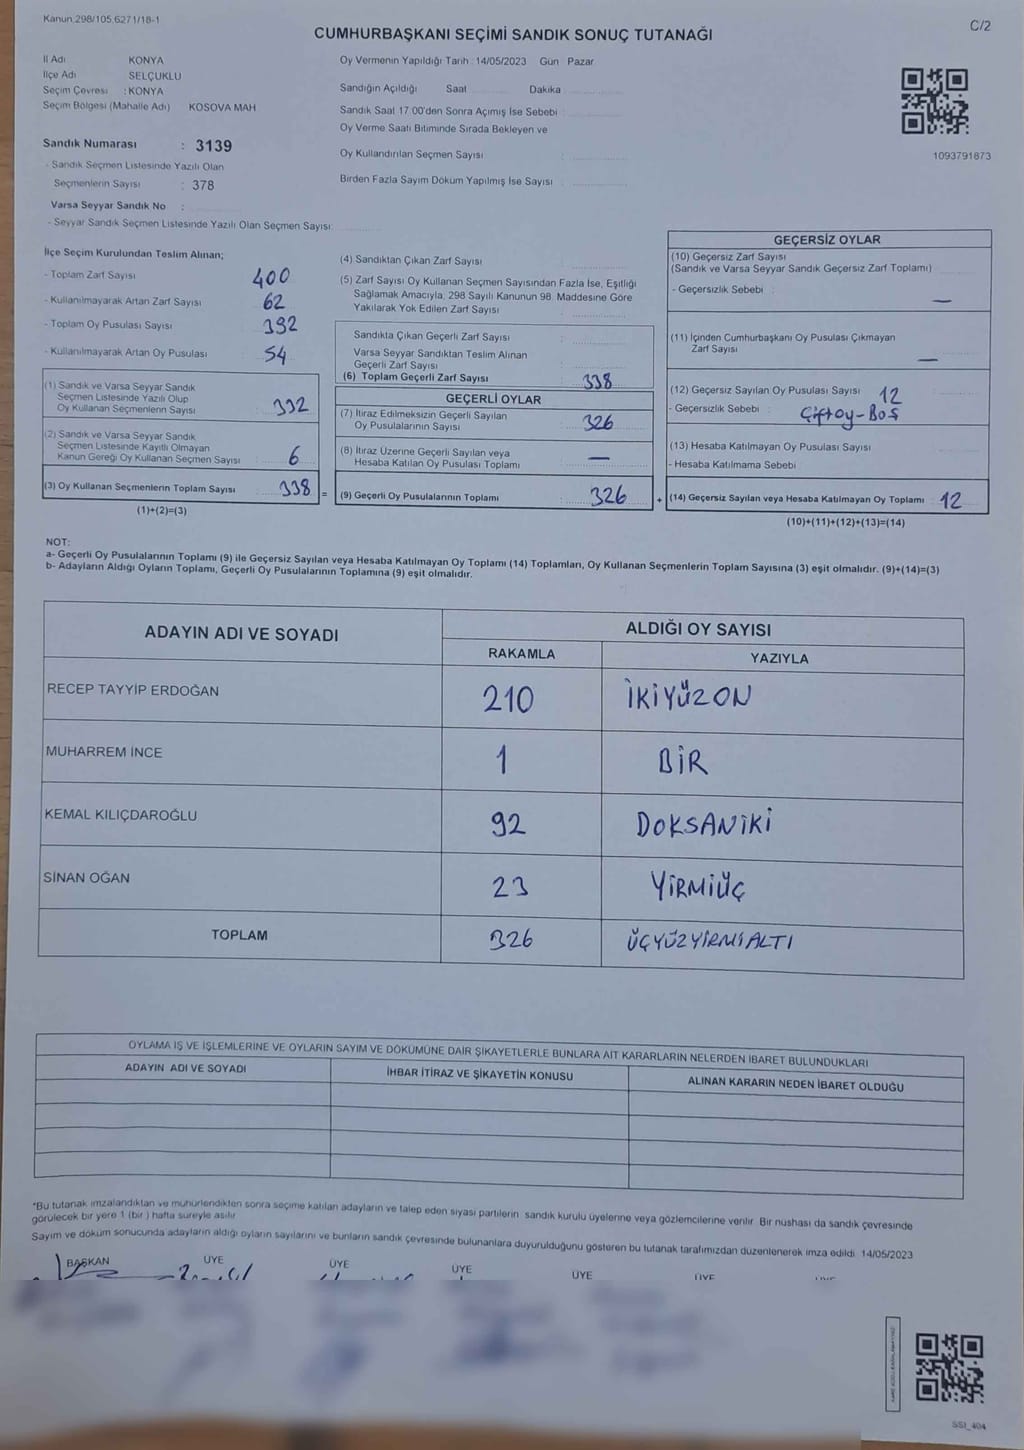 Kanun 298/105,6271/18-1
C/2
CUMHURBAŞKANI SEÇİMİ SANDIK SONUÇ TUTANAĞI
İl Adı KONYA
İlçe Adı SELÇUKLU
Seçim Çevresi : KONYA
Seçim Bölgesi (Mahalle Adı) KOSOVA MAH
Sandık Numarası : 3139
- Sandık Seçmen Listesinde Yazılı Olan
Seçmenlerin Sayısı : 378
Varsa Seyyar Sandık No :
- Seyyar Sandık Seçmen Listesinde Yazılı Olan Seçmen Sayısı:
Oy Vermenin Yapıldığı Tarih : 14/05/2023 Gün Pazar
Sandığın Açıldığı Saat Dakika
Sandık Saat 17:00'den Sonra Açımış İse Sebebi :
Oy Verme Saati Bitiminde Sırada Bekleyen ve
Oy Kullandırılan Seçmen Sayısı :
Birden Fazla Sayım Döküm Yapılmış İse Sayısı :
1093791873
İlçe Seçim Kurulundan Teslim Alınan;
- Toplam Zarf Sayısı 400
- Kullanılmayarak Artan Zarf Sayısı 62
- Toplam Oy Pusulası Sayısı 392
- Kullanılmayarak Artan Oy Pusulası 54
(1) Sandık ve Varsa Seyyar Sandık
Seçmen Listesinde Yazılı Olup
Oy Kullanan Seçmenlerin Sayısı : 332
(2) Sandık ve Varsa Seyyar Sandık
Seçmen Listesinde Kayıtlı Olmayan
Kanun Gereği Oy Kullanan Seçmen Sayısı : 6
(3) Oy Kullanan Seçmenlerin Toplam Sayısı : 338
=
(1)+(2)=(3)
(4) Sandıktan Çıkan Zarf Sayısı :
(5) Zarf Sayısı Oy Kullanan Seçmen Sayısından Fazla İse, Eşitliği
Sağlamak Amacıyla, 298 Sayılı Kanunun 98. Maddesine Göre
Yakılarak Yok Edilen Zarf Sayısı :
Sandıkta Çıkan Geçerli Zarf Sayısı :
Varsa Seyyar Sandıktan Teslim Alınan
Geçerli Zarf Sayısı :
(6) Toplam Geçerli Zarf Sayısı : 338
GEÇERLİ OYLAR
(7) İtiraz Edilmeksizin Geçerli Sayılan
Oy Pusulalarının Sayısı : 326
(8) İtiraz Üzerine Geçerli Sayılan veya
Hesaba Katılan Oy Pusulası Toplamı : —
(9) Geçerli Oy Pusulalarının Toplamı : 326
+
GEÇERSİZ OYLAR
(10) Geçersiz Zarf Sayısı
(Sandık ve Varsa Seyyar Sandık Geçersiz Zarf Toplamı)
- Geçersizlik Sebebi : —
(11) İçinden Cumhurbaşkanı Oy Pusulası Çıkmayan
Zarf Sayısı —
(12) Geçersiz Sayılan Oy Pusulası Sayısı : 12
- Geçersizlik Sebebi : Çift oy - Boş
(13) Hesaba Katılmayan Oy Pusulası Sayısı :
- Hesaba Katılmama Sebebi :
(14) Geçersiz Sayılan veya Hesaba Katılmayan Oy Toplamı : 12
(10)+(11)+(12)+(13)=(14)
NOT:
a- Geçerli Oy Pusulalarının Toplamı (9) ile Geçersiz Sayılan veya Hesaba Katılmayan Oy Toplamı (14) Toplamları, Oy Kullanan Seçmenlerin Toplam Sayısına (3) eşit olmalıdır. (9)+(14)=(3)
b- Adayların Aldığı Oyların Toplamı, Geçerli Oy Pusulalarının Toplamına (9) eşit olmalıdır.
ADAYIN ADI VE SOYADI ALDIĞI OY SAYISI
RAKAMLA YAZIYLA
RECEP TAYYİP ERDOĞAN 210 İKİYÜZON
MUHARREM İNCE 1 BİR
KEMAL KILIÇDAROĞLU 92 DOKSANİKİ
SİNAN OĞAN 23 YİRMİÜÇ
TOPLAM 326 ÜÇYÜZYİRMİALTI
OYLAMA İŞ VE İŞLEMLERİNE VE OYLARIN SAYIM VE DÖKÜMÜNE DAİR ŞİKAYETLERLE BUNLARA AİT KARARLARIN NELERDEN İBARET BULUNDUKLARI
ADAYIN ADI VE SOYADI İHBAR İTİRAZ VE ŞİKAYETİN KONUSU ALINAN KARARIN NEDEN İBARET OLDUĞU
*Bu tutanak imzalandıktan ve mühürlendikten sonra seçime katılan adayların ve talep eden siyasi partilerin sandık kurulu üyelerine veya gözlemcilerine verilir. Bir nüshası da sandık çevresinde
görülecek bir yere 1 (bir ) hafta süreyle asılır.
Sayım ve döküm sonucunda adayların aldığı oyların sayılarını ve bunların sandık çevresinde bulunanlara duyurulduğunu gösteren bu tutanak tarafımızdan düzenlenerek imza edildi. 14/05/2023
BAŞKAN ÜYE ÜYE ÜYE ÜYE ÜYE ÜYE
SSI_404